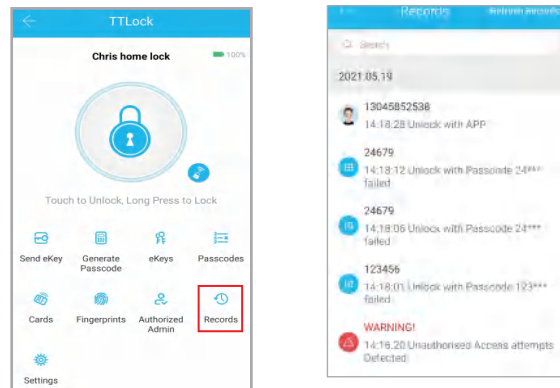 TTLock
Chris home lock
100%
Touch to Unlock, Long Press to Lock
Send eKey
Generate
Passcode
eKeys
Passcodes
Cards
Fingerprints
Authorized
Admin
Records
Settings
Records
Refresh Records
Search
2021.05.19
13045852538
14:18:28 Unlock with APP
24679
14:18:12 Unlock with Passcode 24***
failed
24679
14:18:06 Unlock with Passcode 24***
failed
123456
14:18:01 Unlock with Passcode 123***
failed
WARNING!
14:16:20 Unauthorised Access attempts
Detected